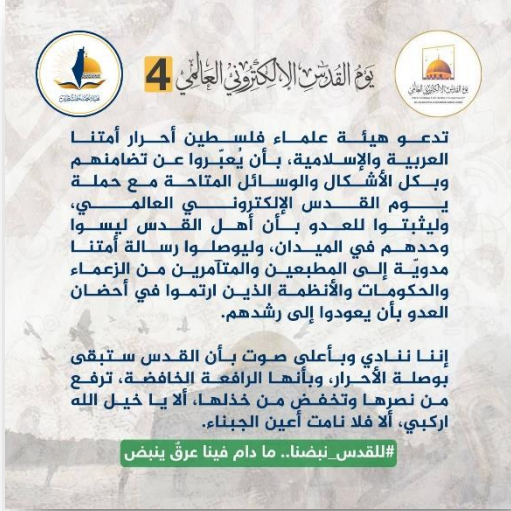 يوم القدس الإلكتروني العالمي 4
تدعو هيئة علماء فلسطين أحرار أمتنا
العربية والإسلامية، بأن يُعبّروا عن تضامنهم
وبكل الأشكال والوسائل المتاحة مع حملة
يــوم القدس الإلكتروني العالمــي،
وليثبتوا للعدو بأن أهل القدس ليسوا
وحدهم في الميدان، وليوصلوا رسالة أمتنا
مدويّة إلى المطبعين والمتآمرين من الزعماء
والحكومات والأنظمة الذين ارتموا في أحضان
العدو بأن يعودوا إلى رشدهم.
إننا ننادي وبأعلى صوت بأن القدس ستبقى
بوصلة الأحرار، وبأنها الرافعة الخافضة، ترفع
من نصرها وتخفض من خذلها، ألا يا خيل الله
اركبي، ألا فلا نامت أعين الجبناء.
#للقدس_نبضنا.. ما دام فينا عرقٌ ينبض